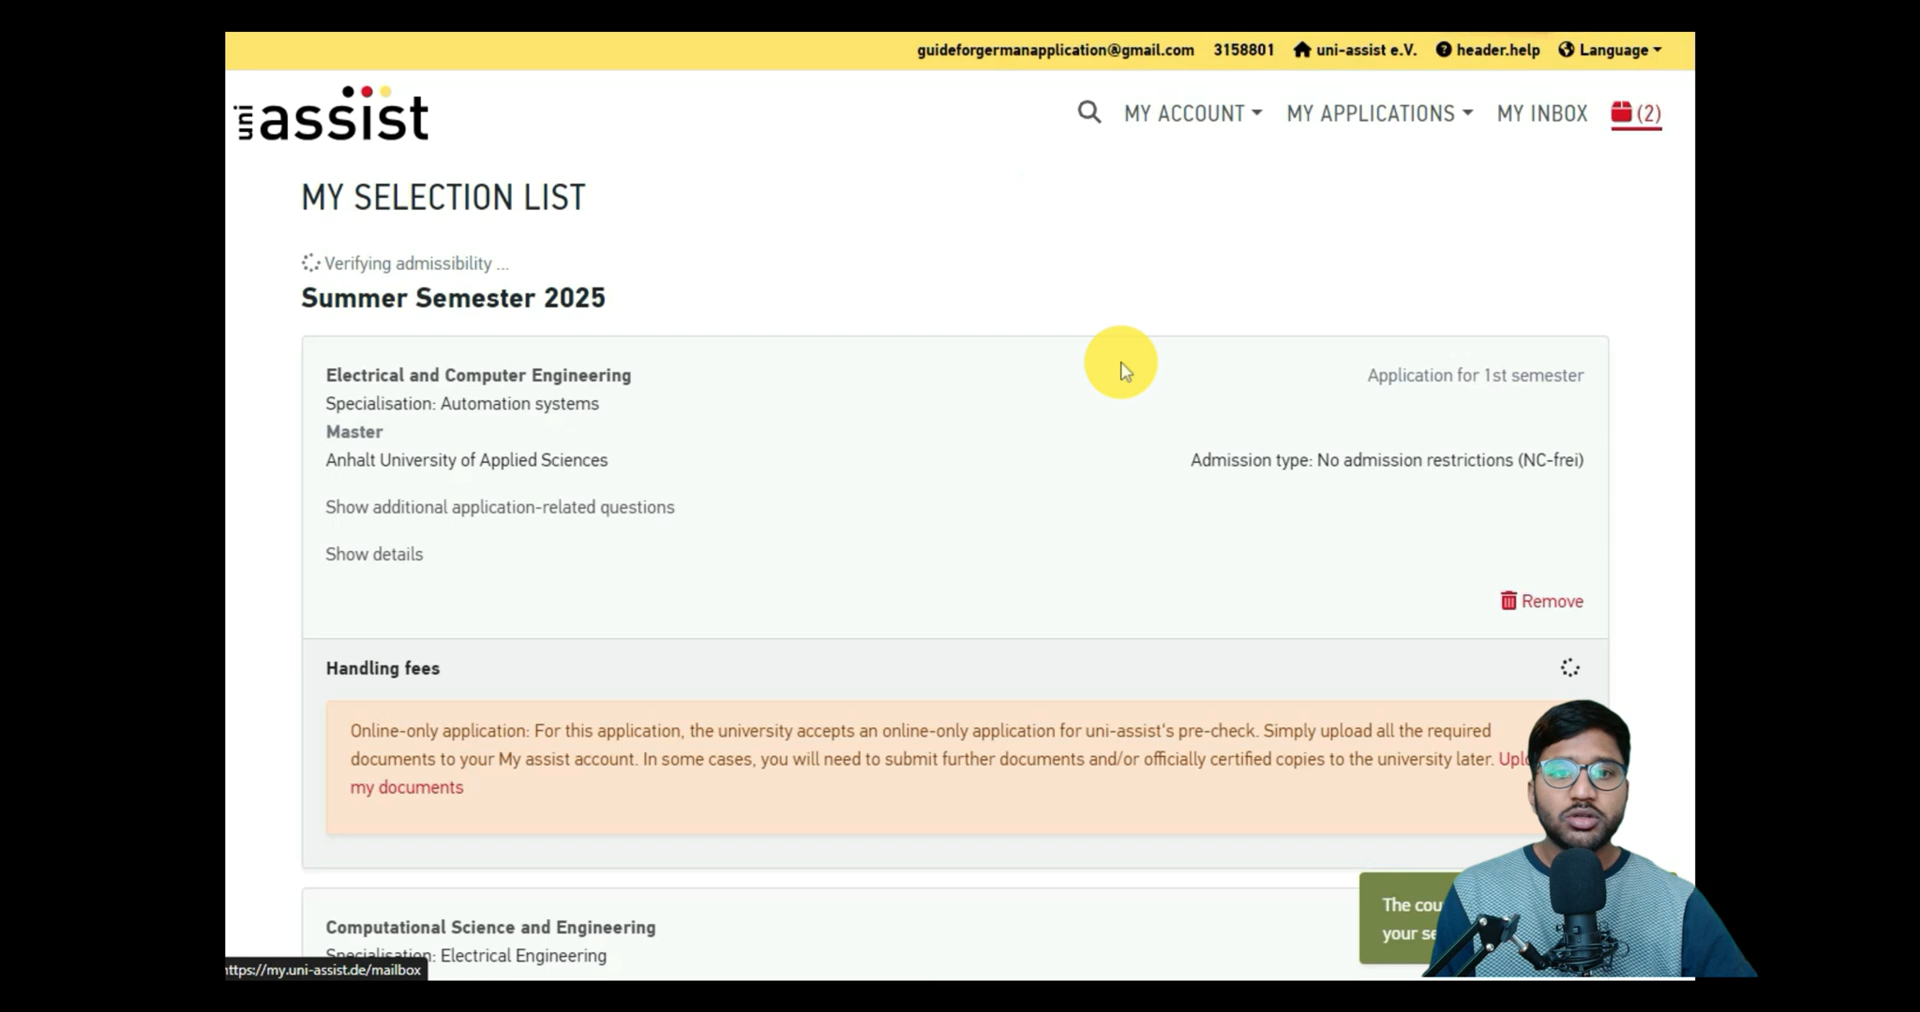 guideforgermanapplication@gmail.com 3158801 uni-assist e.V. header.help Language
uni assist
MY ACCOUNT MY APPLICATIONS MY INBOX (2)
MY SELECTION LIST
Verifying admissibility ...
Summer Semester 2025
Electrical and Computer Engineering
Application for 1st semester
Specialisation: Automation systems
Master
Anhalt University of Applied Sciences
Admission type: No admission restrictions (NC-frei)
Show additional application-related questions
Show details
Remove
Handling fees
Online-only application: For this application, the university accepts an online-only application for uni-assist's pre-check. Simply upload all the required
documents to your My assist account. In some cases, you will need to submit further documents and/or officially certified copies to the university later.
my documents
The
your
Computational Science and Engineering
Specialisation: Electrical Engineering
https://my.uni-assist.de/mailbox